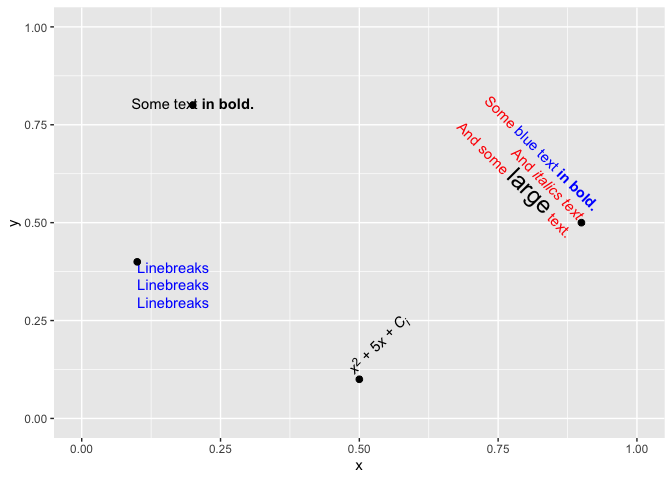 1.00
Some text in bold.
0.75
Some blue text in bold.
And italics text.
And some large text.
0.50
y
Linebreaks
Linebreaks
Linebreaks
0.25
x² + 5x + Cᵢ
0.00
0.00 0.25 0.50 0.75 1.00
x